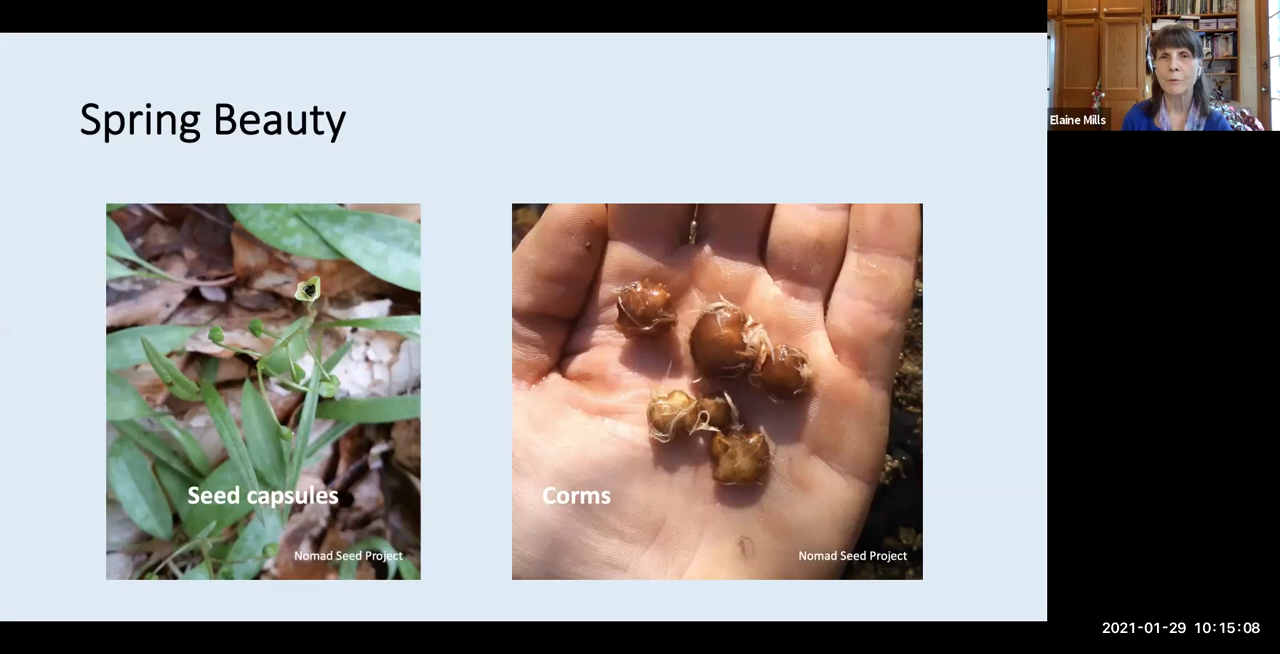 Spring Beauty
Seed capsules
Nomad Seed Project
Corms
Nomad Seed Project
Elaine Mills
2021-01-29 10:15:08